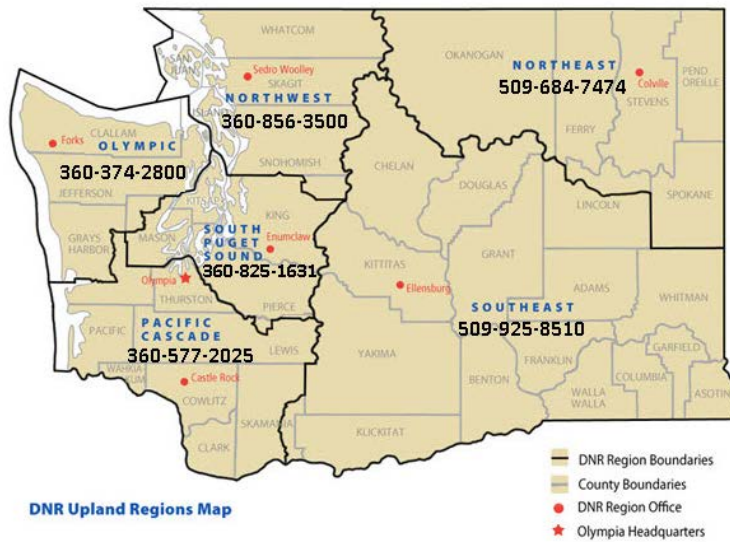 WHATCOM
SAN
JUAN
Sedro Woolley
SKAGIT
NORTHWEST
360-856-3500
ISLAND
SNOHOMISH
OKANOGAN
NORTHEAST
509-684-7474
Colville
STEVENS
PEND
OREILLE
FERRY
Forks
CLALLAM
OLYMPIC
360-374-2800
JEFFERSON
KITSAP
CHELAN
DOUGLAS
LINCOLN
SPOKANE
GRAYS
HARBOR
MASON
KING
SOUTH
PUGET
SOUND
Enumclaw
360-825-1631
GRANT
KITTITAS
Ellensburg
Olympia
THURSTON
PIERCE
ADAMS
WHITMAN
SOUTHEAST
509-925-8510
PACIFIC
PACIFIC
CASCADE
360-577-2025
LEWIS
YAKIMA
FRANKLIN
GARFIELD
WAHKIA
KUM
Castle Rock
COWLITZ
BENTON
WALLA
WALLA
COLUMBIA
ASOTIN
SKAMANIA
CLARK
KLICKITAT
DNR Region Boundaries
County Boundaries
DNR Region Office
Olympia Headquarters
DNR Upland Regions Map